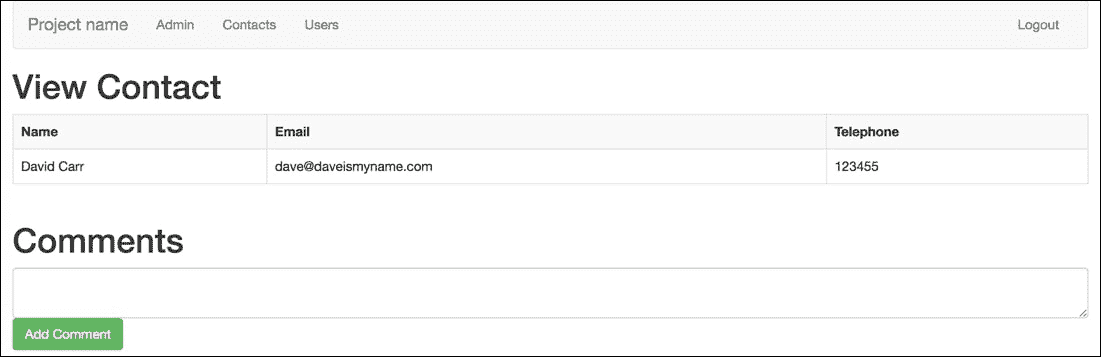 Project name Admin Contacts Users Logout
View Contact
Name Email Telephone
David Carr dave@daveismyname.com 123455
Comments
Add Comment